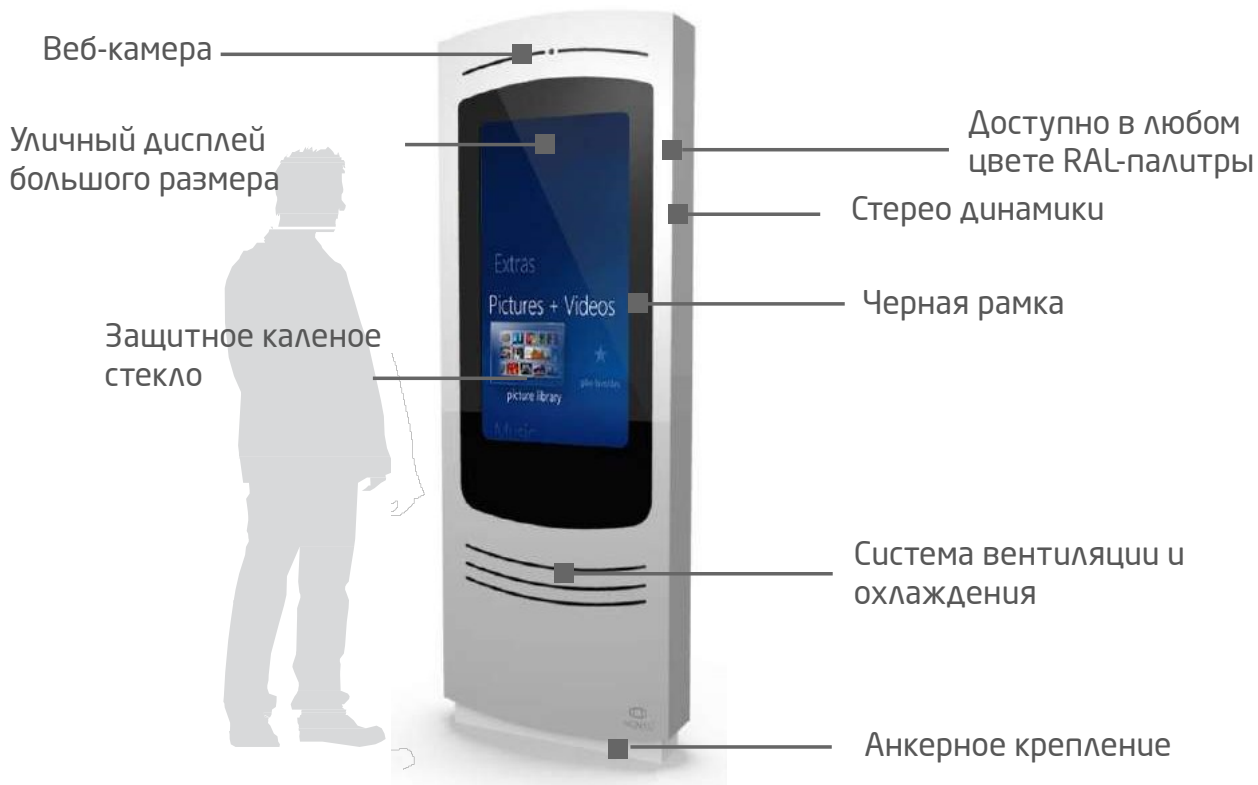 Веб-камера
Уличный дисплей
большого размера
Доступно в любом
цвете RAL-палитры
Стерео динамики
Extras
Pictures + Videos
Черная рамка
Защитное каленое
стекло
picture library
Music
Система вентиляции и
охлаждения
Анкерное крепление